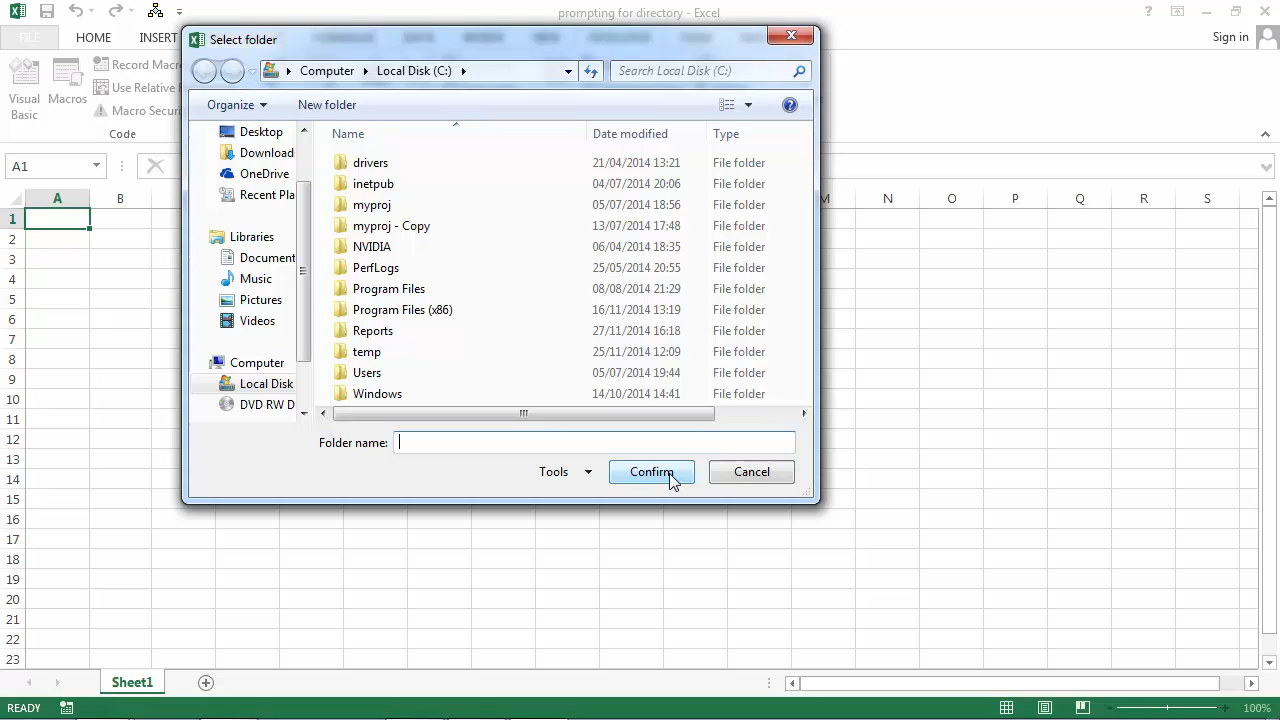 prompting for directory - Excel
FILE
HOME
INSERT
Sign in
Visual Basic
Macros
Record Macro
Use Relative
Macro Securi
Code
A1
Select folder
Computer
Local Disk (C:)
Search Local Disk (C:)
Organize
New folder
Desktop
Download
OneDrive
Recent Pla
Libraries
Document
Music
Pictures
Videos
Computer
Local Disk
DVD RW D
Name Date modified Type
drivers 21/04/2014 13:21 File folder
inetpub 04/07/2014 20:06 File folder
myproj 05/07/2014 18:56 File folder
myproj - Copy 13/07/2014 17:48 File folder
NVIDIA 06/04/2014 18:35 File folder
PerfLogs 25/05/2014 20:55 File folder
Program Files 08/08/2014 21:29 File folder
Program Files (x86) 16/11/2014 13:19 File folder
Reports 27/11/2014 16:18 File folder
temp 25/11/2014 12:09 File folder
Users 05/07/2014 19:44 File folder
Windows 14/10/2014 14:41 File folder
Folder name:
Tools
Confirm
Cancel
A B M N O P Q R S
1
2
3
4
5
6
7
8
9
10
11
12
13
14
15
16
17
18
19
20
21
22
23
Sheet1
READY
100%